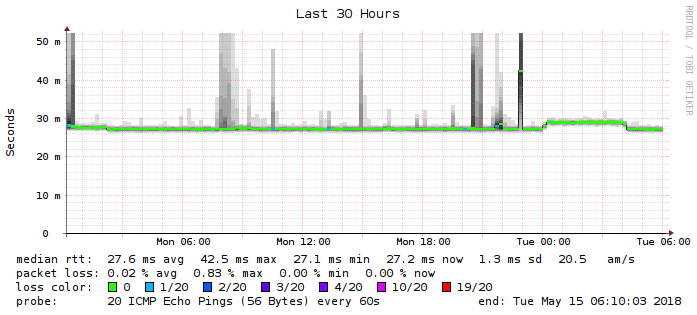 Last 30 Hours
RRDTOOL / TOBI OETIKER
Seconds
50 m
40 m
30 m
20 m
10 m
0
Mon 06:00 Mon 12:00 Mon 18:00 Tue 00:00 Tue 06:00
median rtt: 27.6 ms avg 42.5 ms max 27.1 ms min 27.2 ms now 1.3 ms sd 20.5 am/s
packet loss: 0.02 % avg 0.83 % max 0.00 % min 0.00 % now
loss color: 0 1/20 2/20 3/20 4/20 10/20 19/20
probe: 20 ICMP Echo Pings (56 Bytes) every 60s end: Tue May 15 06:10:03 2018